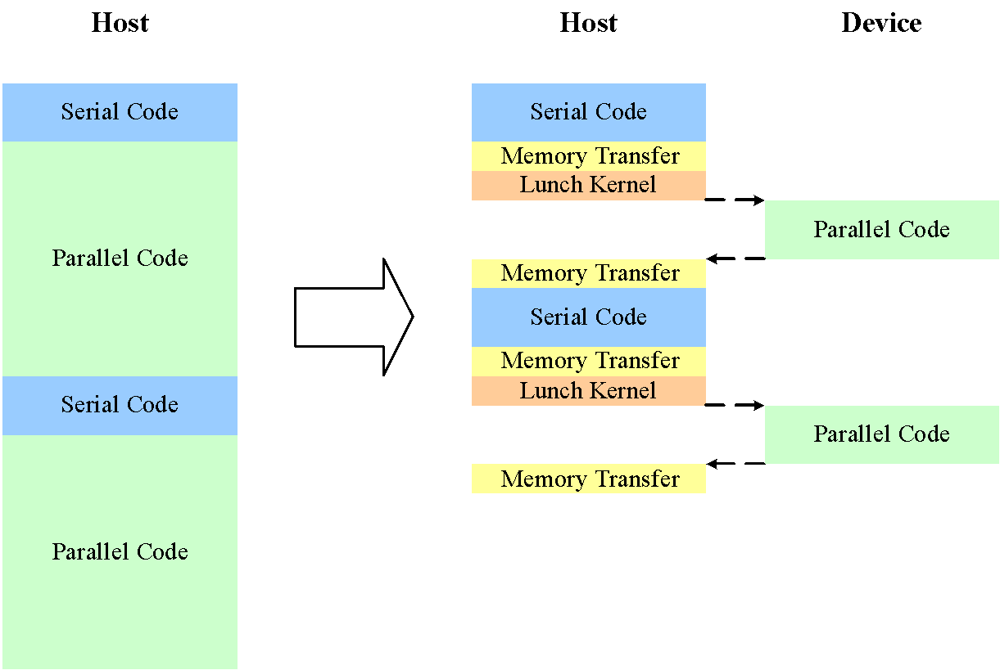 Host
Serial Code
Parallel Code
Serial Code
Parallel Code
Host
Device
Serial Code
Memory Transfer
Lunch Kernel
Parallel Code
Memory Transfer
Serial Code
Memory Transfer
Lunch Kernel
Parallel Code
Memory Transfer